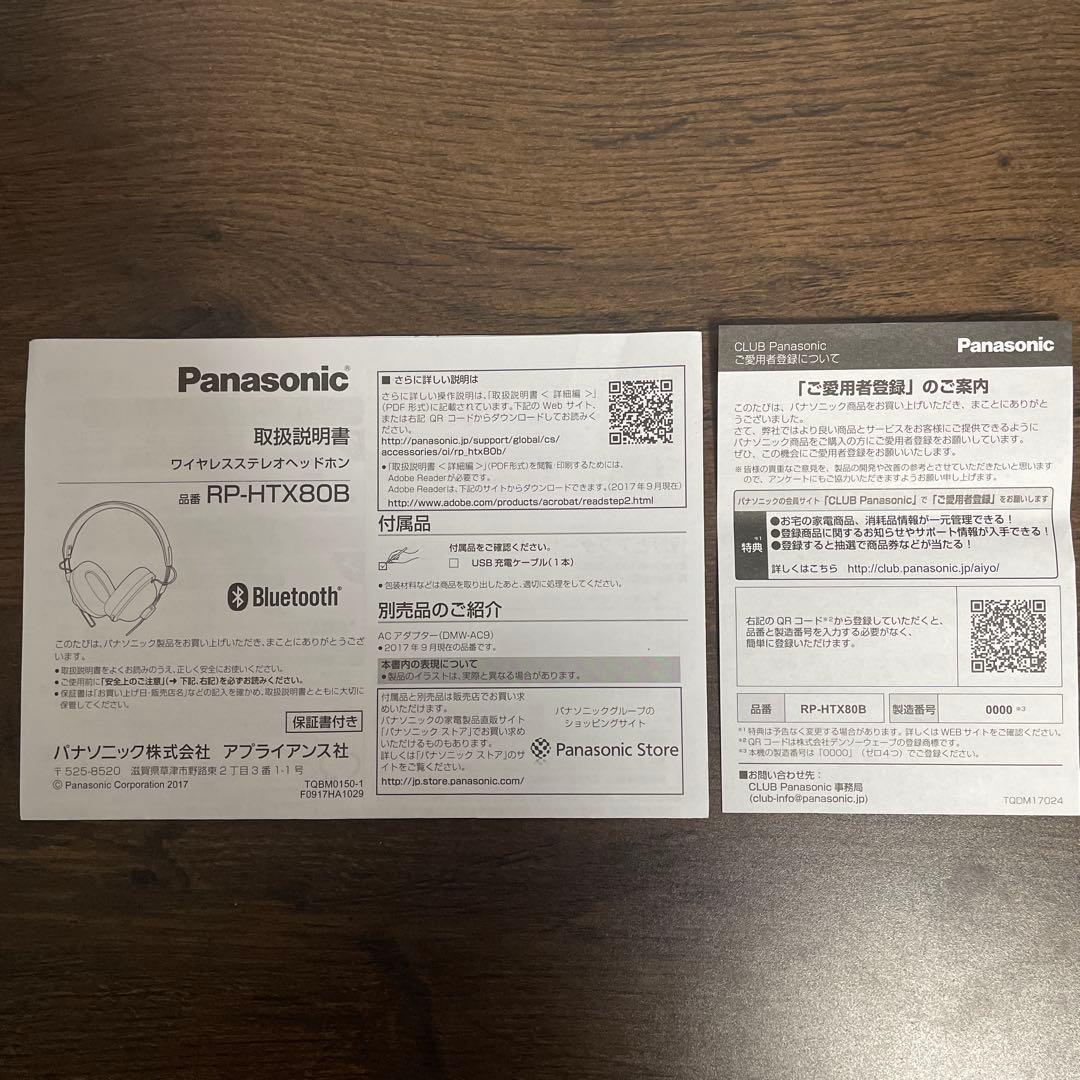 Panasonic®
取扱説明書
ワイヤレスステレオヘッドホン
品番 RP-HTX80B
Bluetooth®
このたびは、パナソニック製品をお買い上げいただき、まことにありがとうござ
います。
●取扱説明書をよくお読みのうえ、正しく安全にお使いください。
●ご使用前に「安全上のご注意」(➜ 下記、右記)を必ずお読みください。
●保証書は「お買い上げ日・販売店名」などの記入を確かめ、取扱説明書とともに大切に
保管してください。
保証書付き
パナソニック株式会社 アプライアンス社
〒525-8520 滋賀県草津市野路東2丁目3番1-1号
© Panasonic Corporation 2017
TQBM0150-1
F0917HA1029
■ さらに詳しい説明は
さらに詳しい操作説明は、「取扱説明書 < 詳細編 >」
(PDF 形式)に記載されています。下記の Web サイト、
または右記 QR コードからダウンロードしてお読みく
ださい。
http://panasonic.jp/support/global/cs/
accessories/oi/rp_htx80b/
●「取扱説明書 < 詳細編 >」(PDF形式)を閲覧・印刷するためには、
Adobe Readerが必要です。
Adobe Readerは、下記のサイトからダウンロードできます。(2017年9月現在)
http://www.adobe.com/products/acrobat/readstep2.html
付属品
付属品をご確認ください。
□ USB充電ケーブル(1本)
●包装材料などは商品を取り出したあと、適切に処理をしてください。
別売品のご紹介
AC アダプター(DMW-AC9)
●2017年9月現在の品番です。
本書内の表現について
●製品のイラストは、実際と異なる場合があります。
付属品と別売品は販売店でお買い求
めいただけます。
パナソニックの家電製品直販サイト
「パナソニック ストア」でお買い求め
いただけるものもあります。
詳しくは「パナソニック ストア」のサ
イトをご覧ください。
http://jp.store.panasonic.com/
パナソニックグループの
ショッピングサイト
Panasonic Store
CLUB Panasonic
ご愛用者登録について
Panasonic
「ご愛用者登録」のご案内
このたびは、パナソニック商品をお買い上げいただき、まことにありがと
うございました。
さて、弊社ではより良い商品とサービスをお客様にご提供できるように
パナソニック商品をご購入の方にご愛用者登録をお願いしています。
ぜひ、この機会にご愛用者登録をお願いいたします。
※皆様の貴重なご意見を、製品の開発や改善の参考とさせていただきたいと思います
ので、アンケートにもご協力いただきますようお願い申し上げます。
パナソニックの会員サイト「CLUB Panasonic」で「ご愛用者登録」をお願いします
特典※1
●お宅の家電商品、消耗品情報が一元管理できる！
●登録商品に関するお知らせやサポート情報が入手できる！
●登録すると抽選で商品券などが当たる！
詳しくはこちら http://club.panasonic.jp/aiyo/
右記の QR コード※2から登録していただくと、
品番と製造番号を入力する必要がなく、
簡単に登録いただけます。
品番 RP-HTX80B 製造番号 0000 ※3
※1 特典は予告なく変更する場合があります。詳しくは WEB サイトをご確認ください。
※2 QR コードは株式会社デンソーウェーブの登録商標です。
※3 本機の製造番号は「0000」(ゼロ4つ)でご登録ください。
■お問い合わせ先：
CLUB Panasonic 事務局
(club-info@panasonic.jp)
TQDM17024